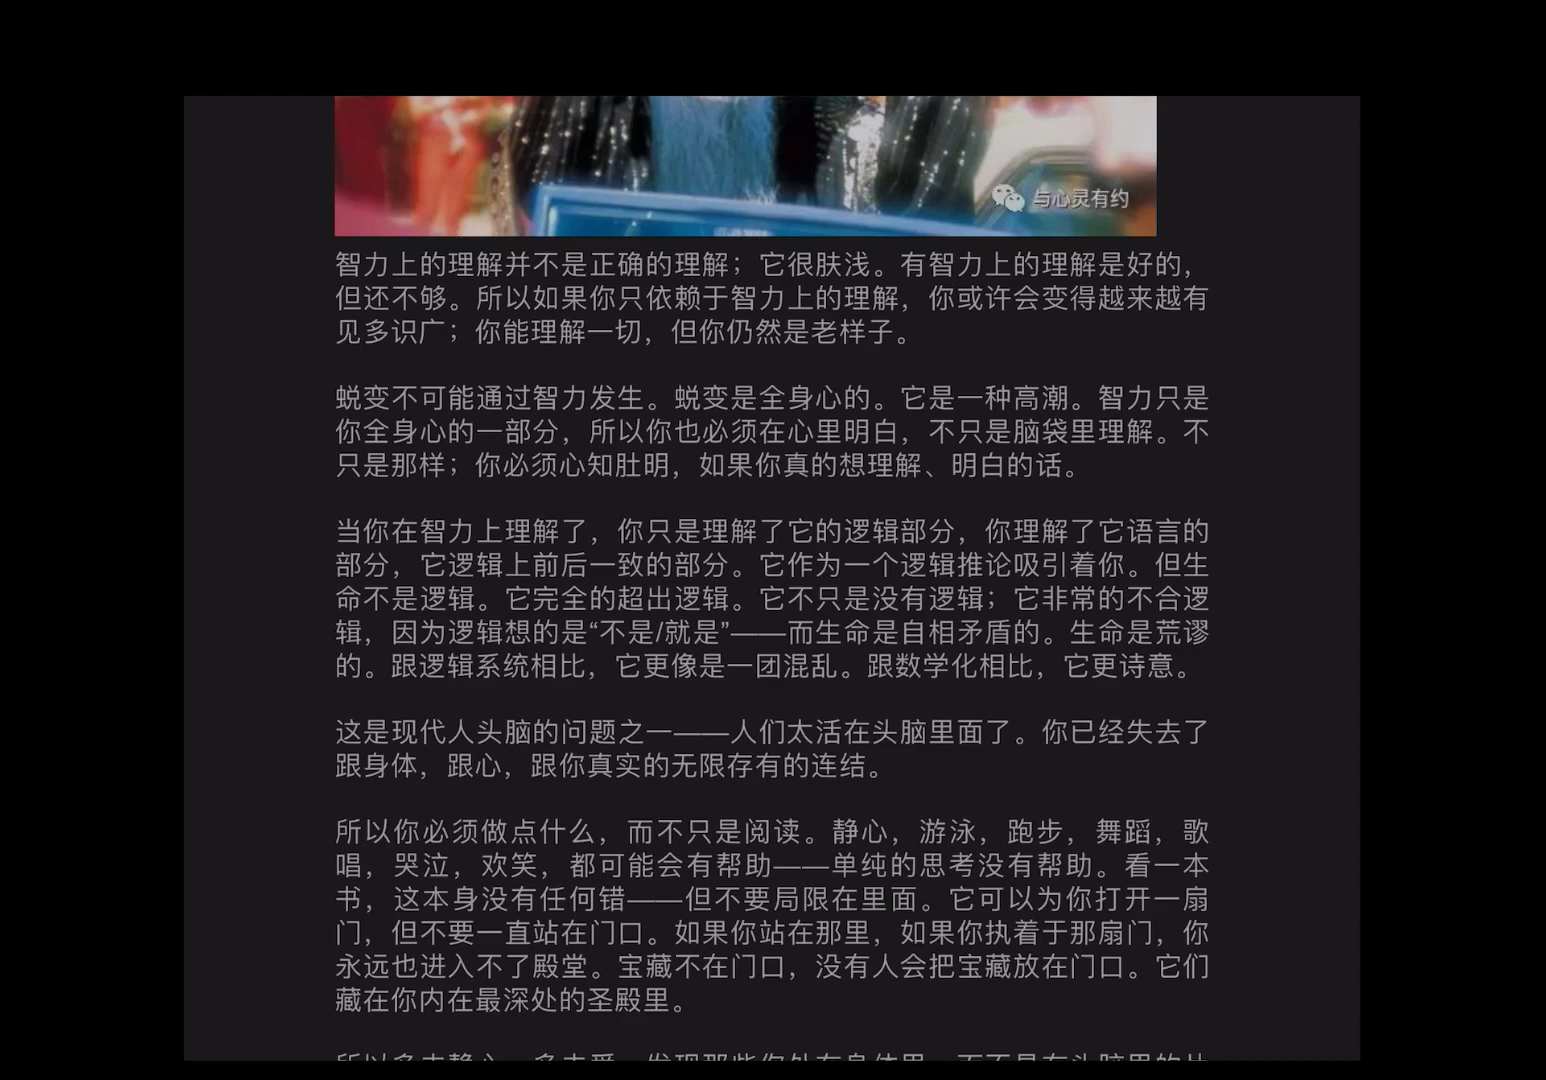 与心灵有约
智力上的理解并不是正确的理解；它很肤浅。有智力上的理解是好的，
但还不够。所以如果你只依赖于智力上的理解，你或许会变得越来越有
见多识广；你能理解一切，但你仍然是老样子。
蜕变不可能通过智力发生。蜕变是全身心的。它是一种高潮。智力只是
你全身心的一部分，所以你也必须在心里明白，不只是脑袋里理解。不
只是那样；你必须心知肚明，如果你真的想理解、明白的话。
当你在智力上理解了，你只是理解了它的逻辑部分，你理解了它语言的
部分，它逻辑上前后一致的部分。它作为一个逻辑推论吸引着你。但生
命不是逻辑。它完全的超出逻辑。它不只是没有逻辑；它非常的不合逻
辑，因为逻辑想的是“不是/就是”——而生命是自相矛盾的。生命是荒谬
的。跟逻辑系统相比，它更像是一团混乱。跟数学化相比，它更诗意。
这是现代人头脑的问题之一——人们太活在头脑里面了。你已经失去了
跟身体，跟心，跟你真实的无限存有的连结。
所以你必须做点什么，而不只是阅读。静心，游泳，跑步，舞蹈，歌
唱，哭泣，欢笑，都可能会有帮助——单纯的思考没有帮助。看一本
书，这本身没有任何错——但不要局限在里面。它可以为你打开一扇
门，但不要一直站在门口。如果你站在那里，如果你执着于那扇门，你
永远也进入不了殿堂。宝藏不在门口，没有人会把宝藏放在门口。它们
藏在你内在最深处的圣殿里。